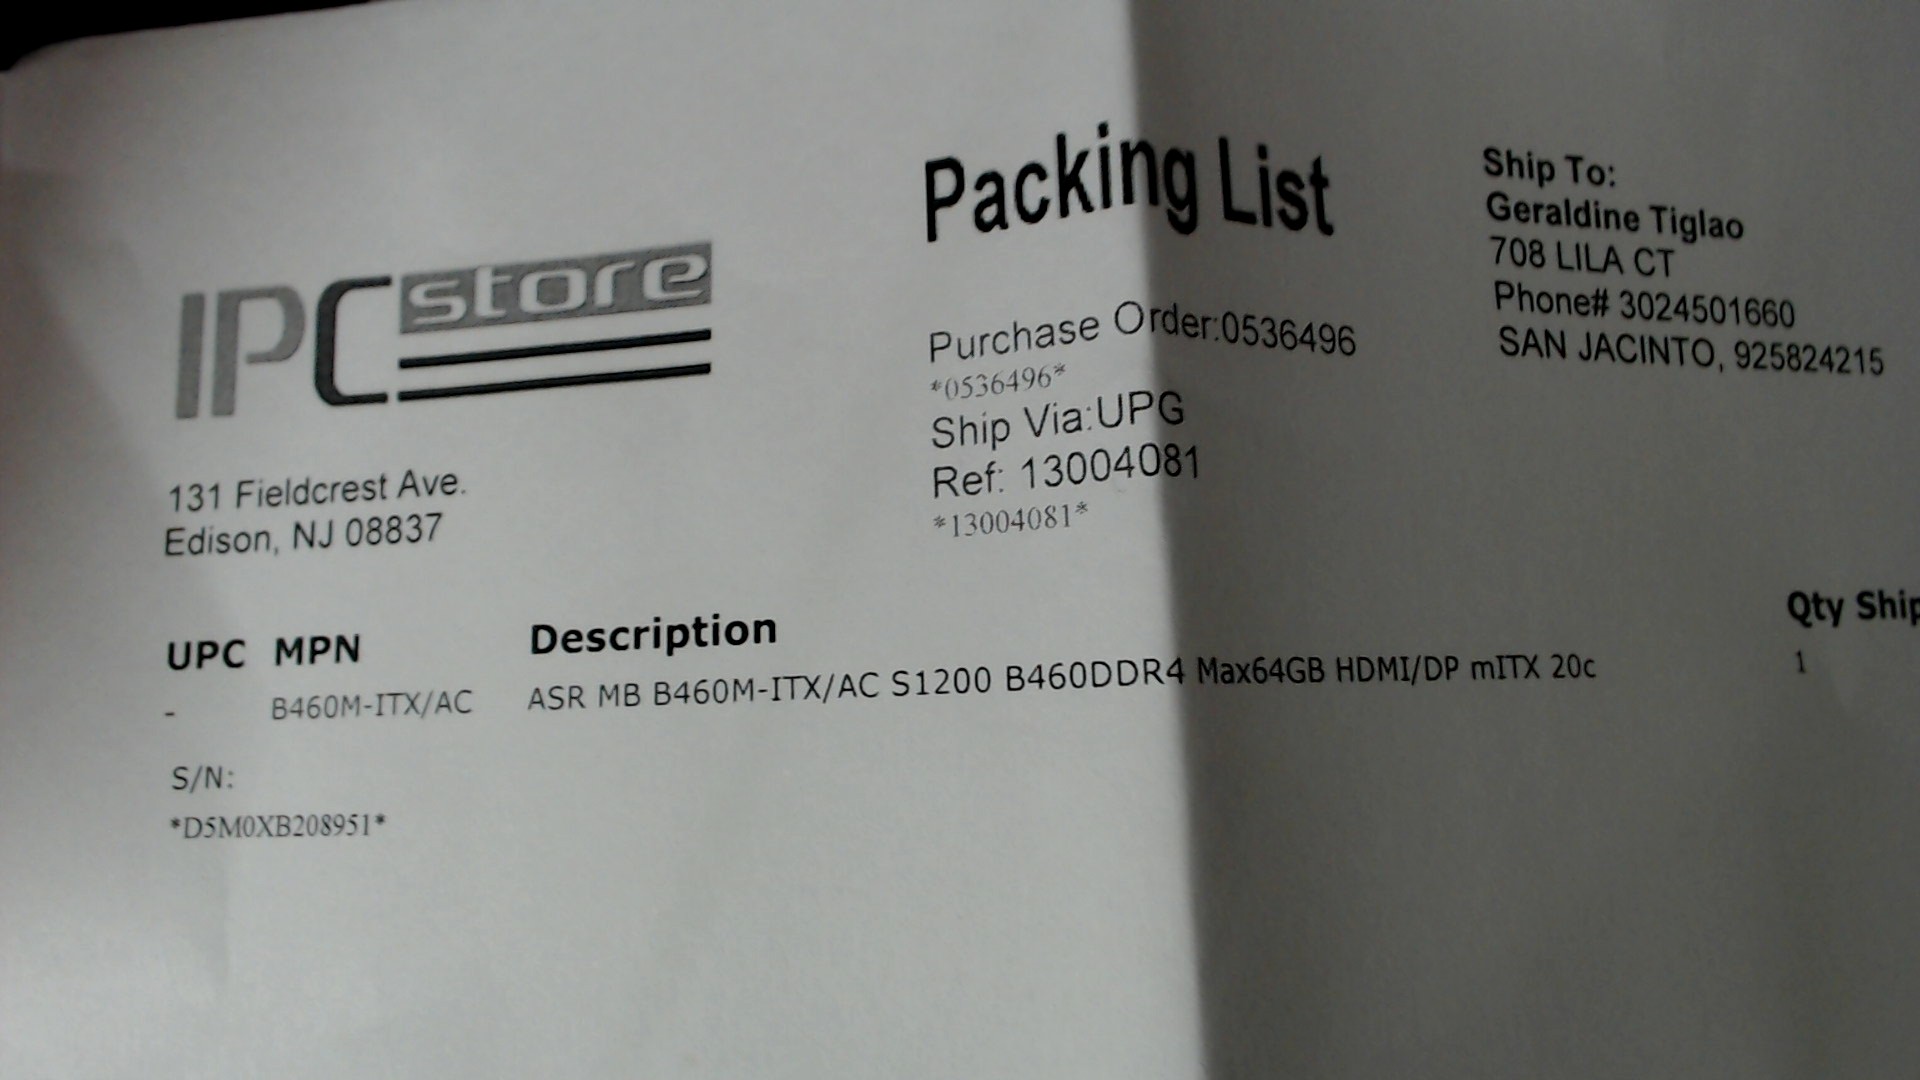 IPC store
131 Fieldcrest Ave.
Edison, NJ 08837
Packing List
Purchase Order:0536496
*0536496*
Ship Via:UPG
Ref: 13004081
*13004081*
Ship To:
Geraldine Tiglao
708 LILA CT
Phone# 3024501660
SAN JACINTO, 925824215
UPC MPN Description Qty Ship
- B460M-ITX/AC ASR MB B460M-ITX/AC S1200 B460DDR4 Max64GB HDMI/DP mITX 20c 1
S/N:
*D5M0XB208951*